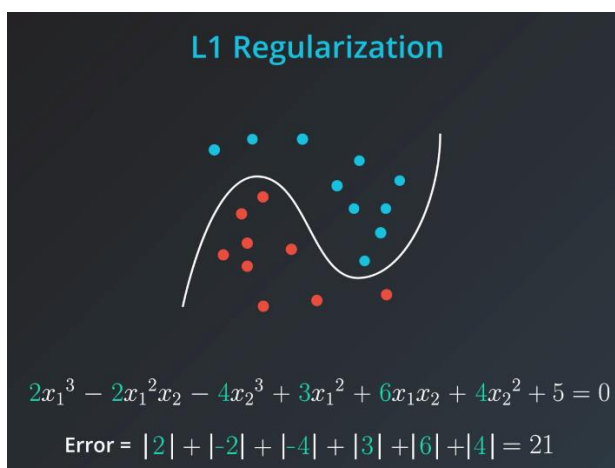 L1 Regularization
2x₁³ − 2x₁²x₂ − 4x₂³ + 3x₁² + 6x₁x₂ + 4x₂² + 5 = 0
Error = |2| + |-2| + |-4| + |3| +|6| +|4| = 21